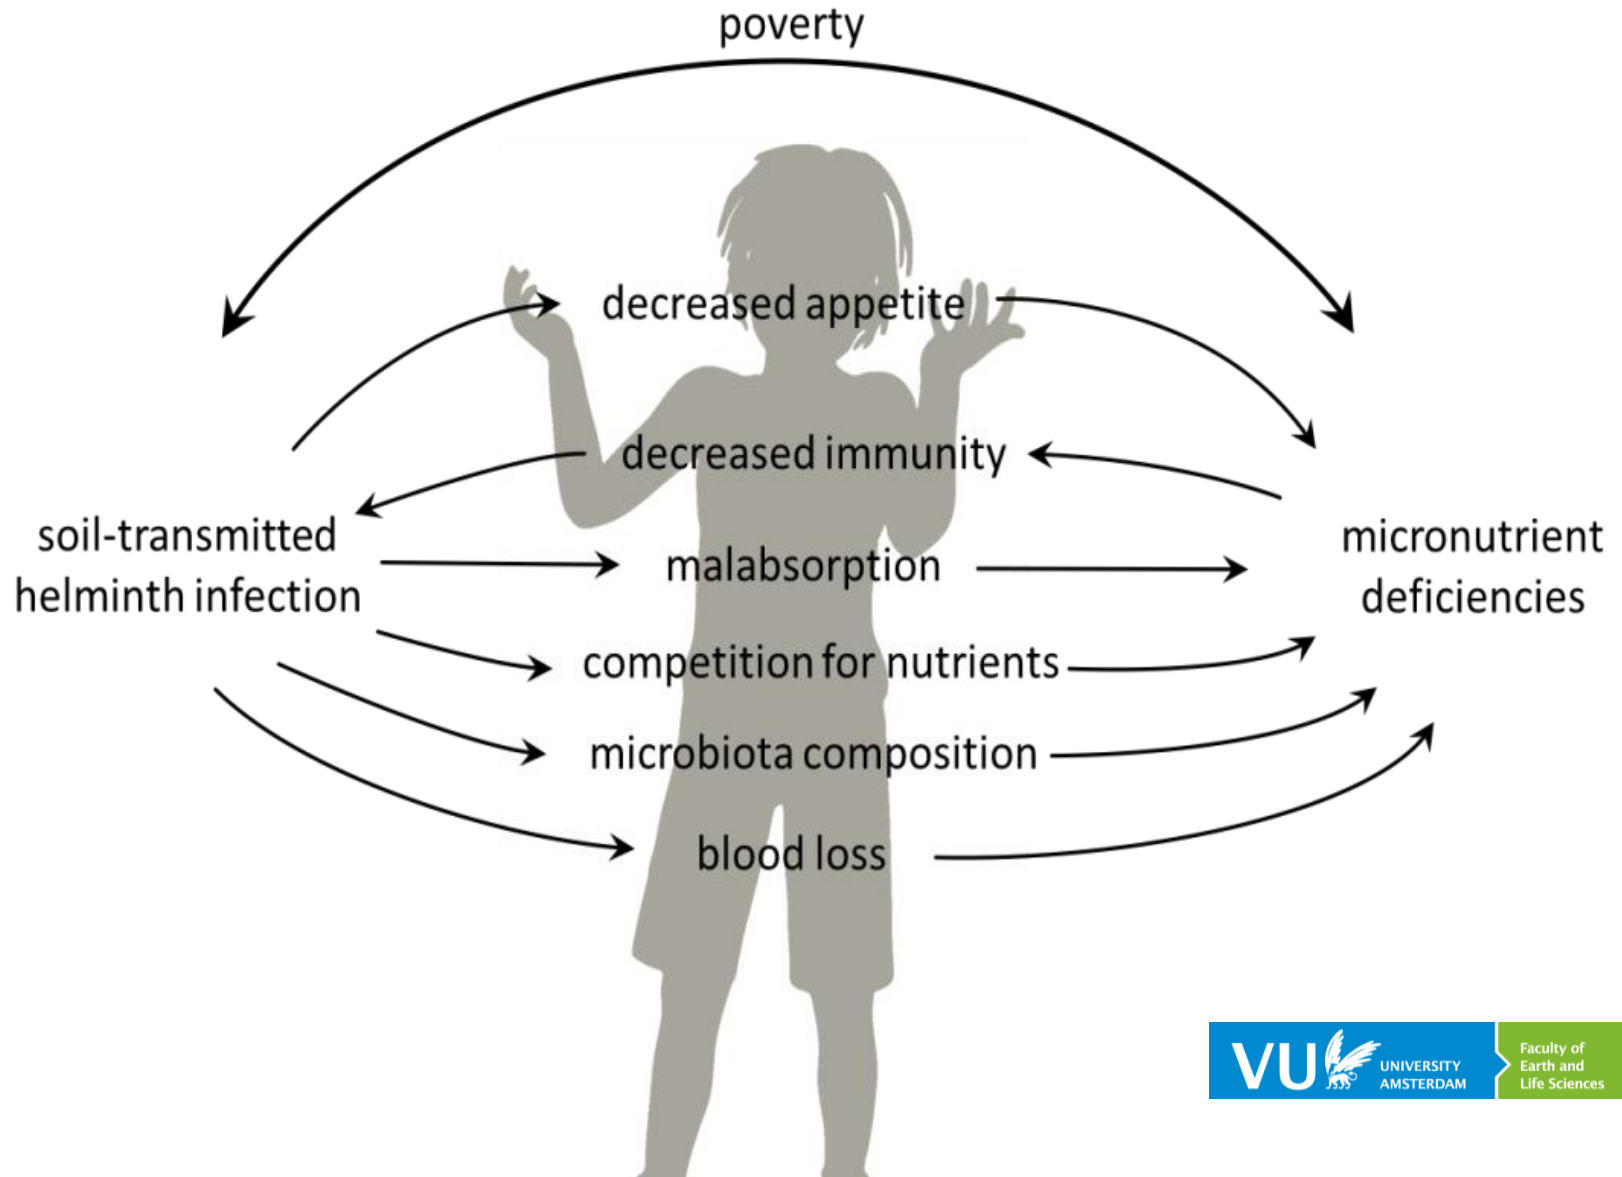 poverty
decreased appetite
decreased immunity
soil-transmitted
helminth infection
malabsorption
micronutrient
deficiencies
competition for nutrients
microbiota composition
blood loss
VU
UNIVERSITY
AMSTERDAM
Faculty of
Earth and
Life Sciences